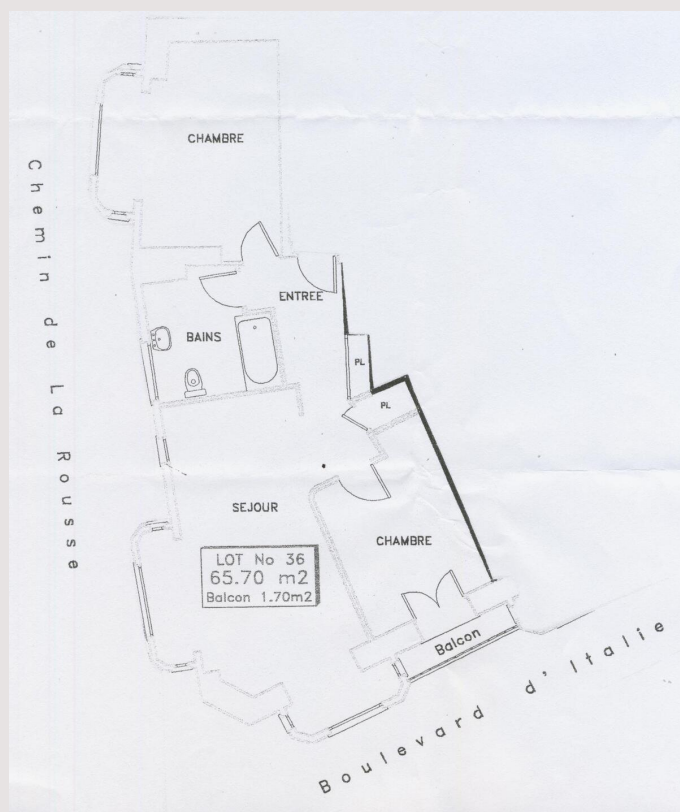 CHAMBRE
Chemin de La Rousse
ENTREE
BAINS
PL
PL
SEJOUR
CHAMBRE
LOT No 36
65.70 m2
Balcon 1.70m2
Balcon
Boulevard d'Italie